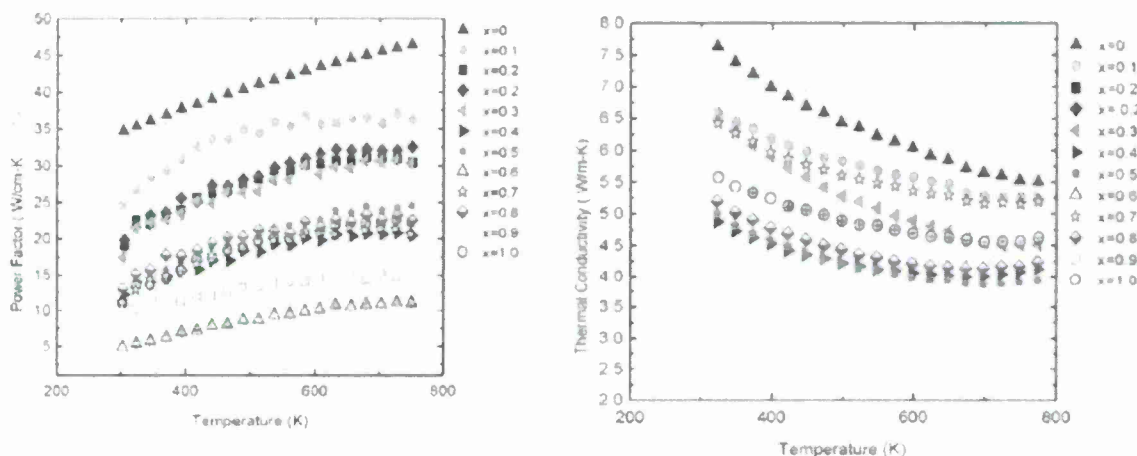 50
45
40
35
30
25
20
15
10
5
200
400
600
800
Power Factor ( W/cm-K
Temperature (K)
x=0
x=0.1
x=0.2
x=0.2
x=0.3
x=0.4
x=0.5
x=0.6
x=0.7
x=0.8
x=0.9
x=1.0
8.0
7.5
7.0
6.5
6.0
5.5
5.0
4.5
4.0
3.5
3.0
2.5
2.0
200
400
600
800
Thermal Conductivity ( W/m-K)
Temperature (K)
x=0
x=0.1
x=0.2
x=0.2
x=0.3
x=0.4
x=0.5
x=0.6
x=0.7
x=0.8
x=0.9
x=1.0